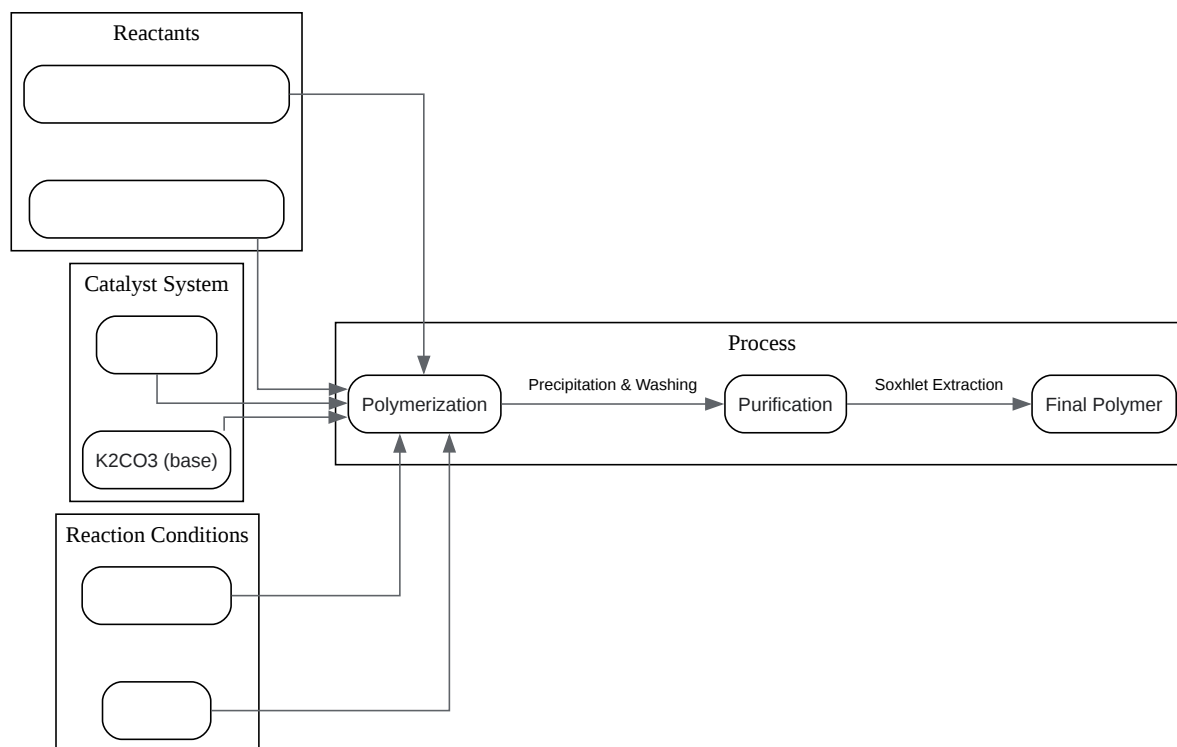 Reactants
Catalyst System
K2CO3 (base)
Reaction Conditions
Process
Polymerization
Precipitation & Washing
Purification
Soxhlet Extraction
Final Polymer